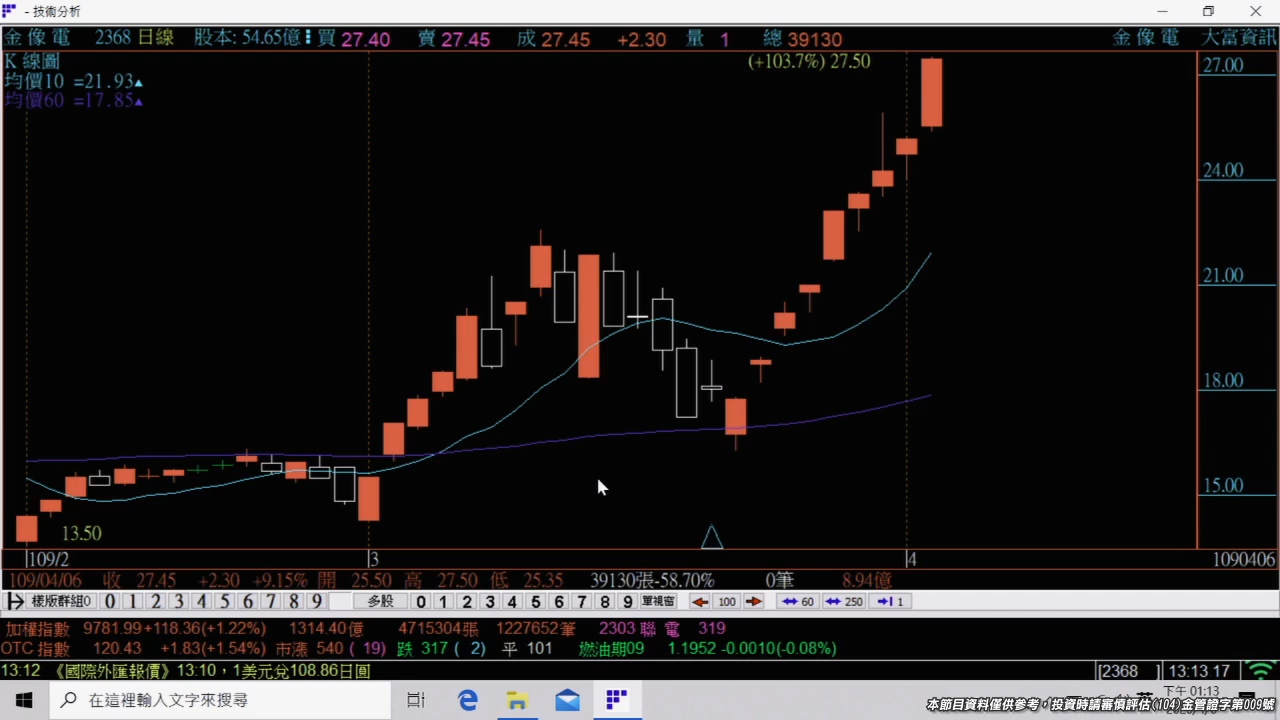 - 技術分析
金像電 2368 日線 股本: 54.65億 買 27.40 賣 27.45 成 27.45 +2.30 量 1 總 39130 金像電 大富資訊
K 線圖
(+103.7%) 27.50
27.00
均價10 =21.93
均價60 =17.85
24.00
21.00
18.00
15.00
13.50
109/2 3 4 1090406
109/04/06 收 27.45 +2.30 +9.15% 開 25.50 高 27.50 低 25.35 39130張-58.70% 0筆 8.94億
樣版群組0 0 1 2 3 4 5 6 7 8 9 多股 0 1 2 3 4 5 6 7 8 9 單視窗 100 60 250 1
加權指數 9781.99+118.36(+1.22%) 1314.40億 4715304張 1227652筆 2303 聯電 319
OTC 指數 120.43 +1.83(+1.54%) 市漲 540 ( 19) 跌 317 ( 2) 平 101 燃油期09 1.1952 -0.0010(-0.08%)
13:12 《國際外匯報價》13:10,1美元兌108.86日圓 [2368 ] 13:13 17
在這裡輸入文字來搜尋
下午 01:13
本節目資料僅供參考,投資時請審慎評估(104)金管證字第009號